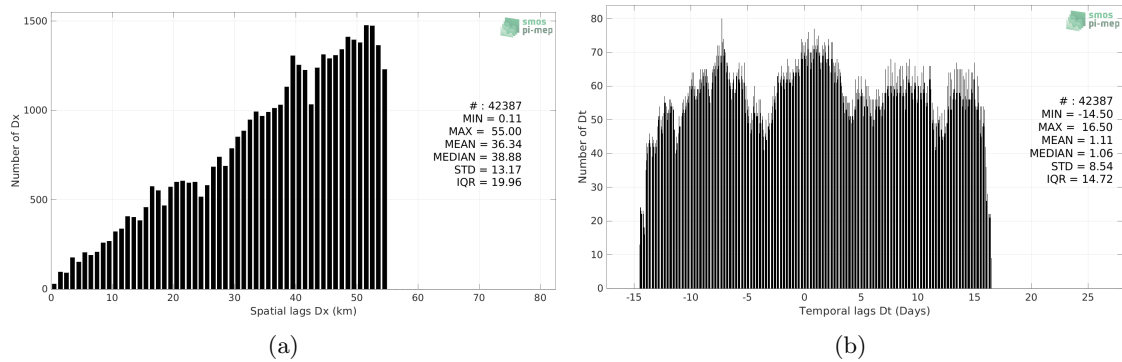 1500
1000
500
0
0 10 20 30 40 50 60 70 80
Number of Dx
Spatial lags Dx (km)
smos
pi-mep
# : 42387
MIN = 0.11
MAX = 55.00
MEAN = 36.34
MEDIAN = 38.88
STD = 13.17
IQR = 19.96
(a)
80
70
60
50
40
30
20
10
0
-15 -10 -5 0 5 10 15 20 25
Number of Dt
Temporal lags Dt (Days)
smos
pi-mep
# : 42387
MIN = -14.50
MAX = 16.50
MEAN = 1.11
MEDIAN = 1.06
STD = 8.54
IQR = 14.72
(b)